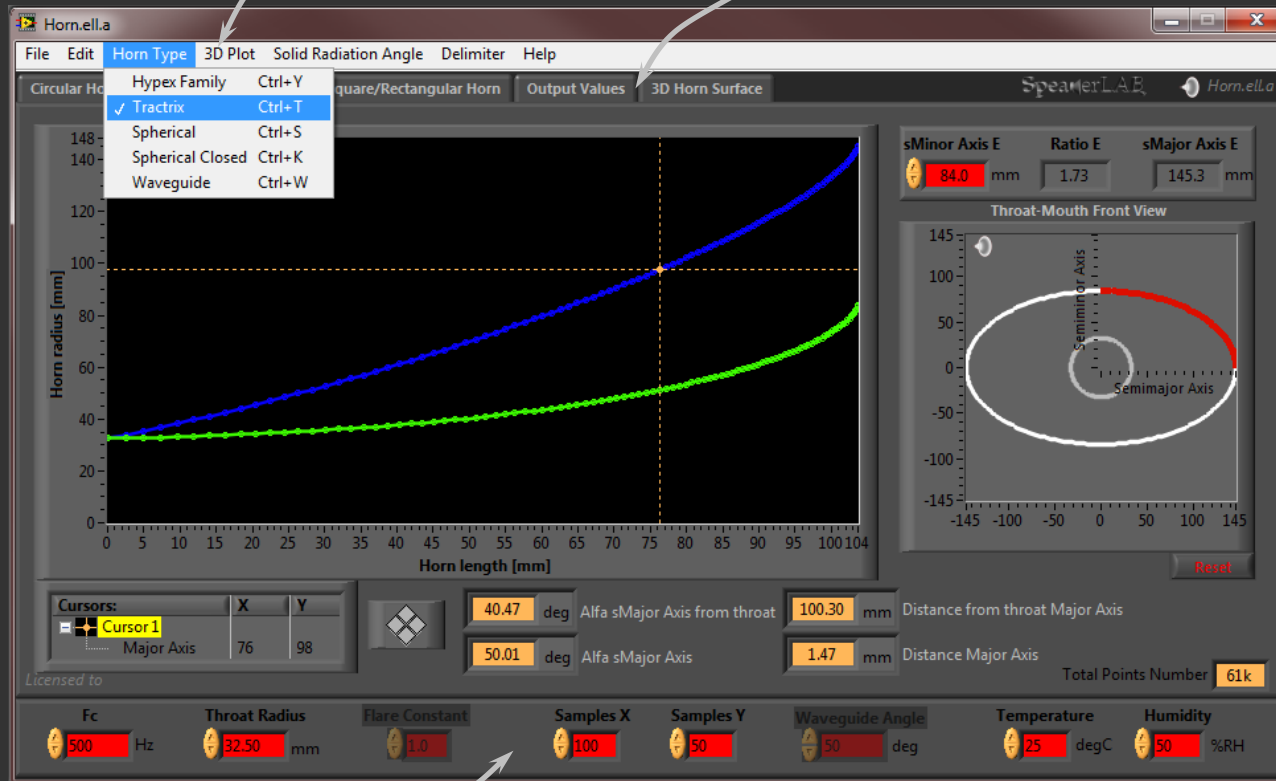 Horn.ell.a
File Edit Horn Type 3D Plot Solid Radiation Angle Delimiter Help
Hypex Family Ctrl+Y
✓ Tractrix Ctrl+T
Spherical Ctrl+S
Spherical Closed Ctrl+K
Waveguide Ctrl+W
Circular Ho quare/Rectangular Horn Output Values 3D Horn Surface
SpeakerLAB Horn.ell.a
148
140
120
100
80
60
40
20
0
Horn radius [mm]
0 5 10 15 20 25 30 35 40 45 50 55 60 65 70 75 80 85 90 95 100 104
Horn length [mm]
sMinor Axis E Ratio E sMajor Axis E
84.0 mm 1.73 145.3 mm
Throat-Mouth Front View
145
100
50
0
-50
-100
-145
Semiminor Axis
Semimajor Axis
-145 -100 -50 0 50 100 145
Reset
Cursors: X Y
Cursor 1
Major Axis 76 98
40.47 deg Alfa sMajor Axis from throat 100.30 mm Distance from throat Major Axis
50.01 deg Alfa sMajor Axis 1.47 mm Distance Major Axis
Licensed to
Total Points Number 61k
Fc Throat Radius Flare Constant Samples X Samples Y Waveguide Angle Temperature Humidity
500 Hz 32.50 mm 1.0 100 50 50 deg 25 degC 50 %RH